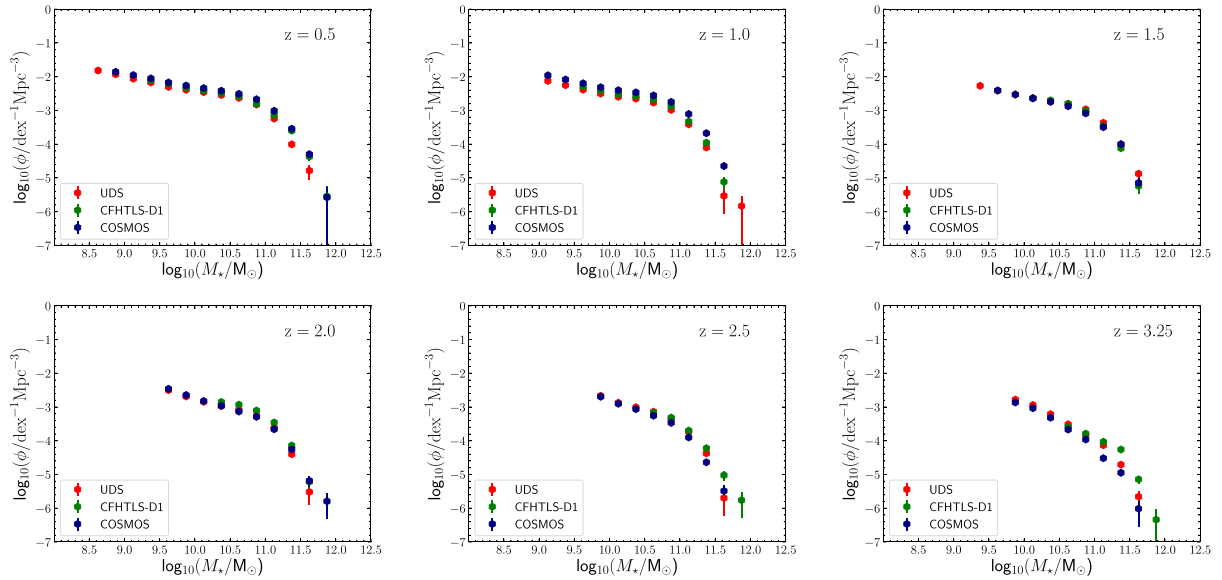 z = 0.5
log10(φ/dex−1Mpc−3)
0
−1
−2
−3
−4
−5
−6
−7
UDS
CFHTLS-D1
COSMOS
8.5 9.0 9.5 10.0 10.5 11.0 11.5 12.0 12.5
log10(M⋆/M⊙)
z = 1.0
log10(φ/dex−1Mpc−3)
0
−1
−2
−3
−4
−5
−6
−7
UDS
CFHTLS-D1
COSMOS
8.5 9.0 9.5 10.0 10.5 11.0 11.5 12.0 12.5
log10(M⋆/M⊙)
z = 1.5
log10(φ/dex−1Mpc−3)
0
−1
−2
−3
−4
−5
−6
−7
UDS
CFHTLS-D1
COSMOS
8.5 9.0 9.5 10.0 10.5 11.0 11.5 12.0 12.5
log10(M⋆/M⊙)
z = 2.0
log10(φ/dex−1Mpc−3)
0
−1
−2
−3
−4
−5
−6
−7
UDS
CFHTLS-D1
COSMOS
8.5 9.0 9.5 10.0 10.5 11.0 11.5 12.0 12.5
log10(M⋆/M⊙)
z = 2.5
log10(φ/dex−1Mpc−3)
0
−1
−2
−3
−4
−5
−6
−7
UDS
CFHTLS-D1
COSMOS
8.5 9.0 9.5 10.0 10.5 11.0 11.5 12.0 12.5
log10(M⋆/M⊙)
z = 3.25
log10(φ/dex−1Mpc−3)
0
−1
−2
−3
−4
−5
−6
−7
UDS
CFHTLS-D1
COSMOS
8.5 9.0 9.5 10.0 10.5 11.0 11.5 12.0 12.5
log10(M⋆/M⊙)